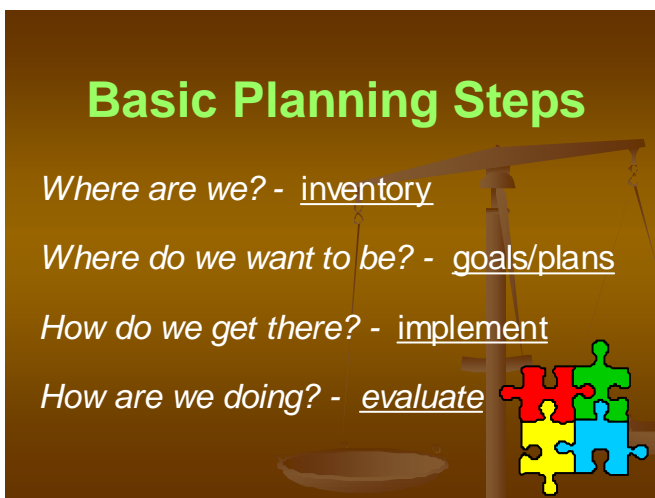 Basic Planning Steps
Where are we? - inventory
Where do we want to be? - goals/plans
How do we get there? - implement
How are we doing? - evaluate